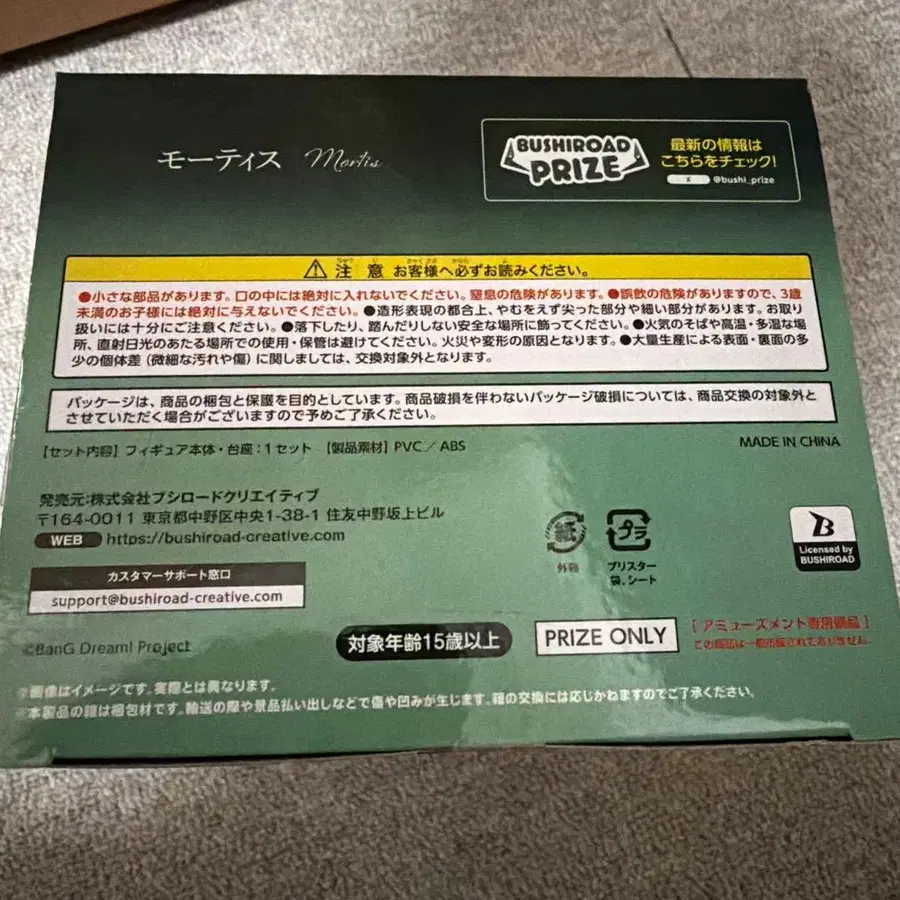 モーティス Mortis
BUSHIROAD
PRIZE
最新の情報は
こちらをチェック!
X @bushi_prize
⚠ 注意 お客様へ必ずお読みください。
●小さな部品があります。口の中には絶対に入れないでください。窒息の危険があります。●誤飲の危険がありますので、3歳
未満のお子様には絶対に与えないでください。●造形表現の都合上、やむをえず尖った部分や細い部分があります。お取り
扱いには十分にご注意ください。●落下したり、踏んだりしない安全な場所に飾ってください。●火気のそばや高温・多湿な場
所、直射日光のあたる場所での使用・保管は避けてください。火災や変形の原因となります。●大量生産による表面・裏面の多
少の個体差(微細な汚れや傷)に関しましては、交換対象外となります。
パッケージは、商品の梱包と保護を目的としています。商品破損を伴わないパッケージ破損については、商品交換の対象外と
させていただく場合がございますので予めご了承ください。
【セット内容】フィギュア本体・台座:1セット 【製品素材】PVC/ABS
MADE IN CHINA
発売元:株式会社ブシロードクリエイティブ
〒164-0011 東京都中野区中央1-38-1 住友中野坂上ビル
WEB https://bushiroad-creative.com
カスタマーサポート窓口
support@bushiroad-creative.com
紙
外箱
プラ
ブリスター
袋、シート
B
Licensed by
BUSHIROAD
©BanG Dream! Project
対象年齢15歳以上
PRIZE ONLY
[アミューズメント専用景品]
この商品は一般市販されておりません。
※画像はイメージです。実際とは異なります。
※本製品の箱は梱包材です。輸送の際や景品払い出しなどで傷や凹みが生じます。箱の交換には応じかねますのでご了承ください。